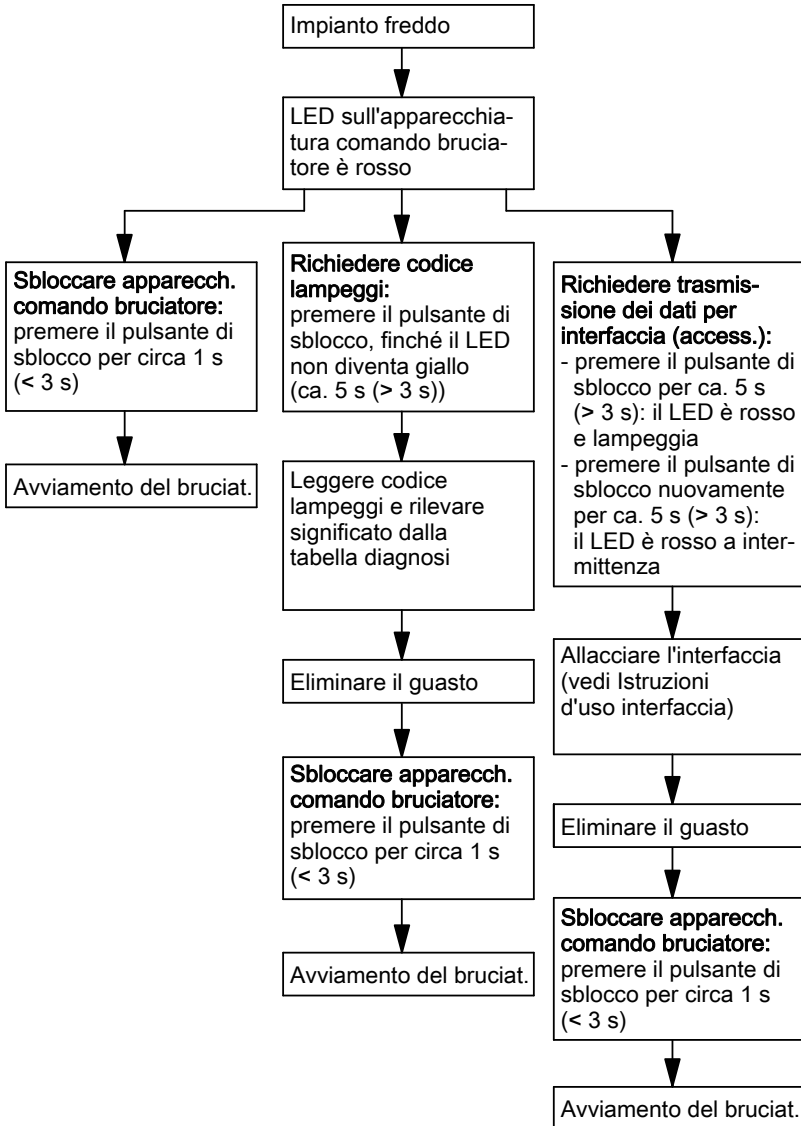 Impianto freddo
LED sull'apparecchia-
tura comando brucia-
tore è rosso
Sbloccare apparecch.
comando bruciatore:
premere il pulsante di
sblocco per circa 1 s
(< 3 s)
Avviamento del bruciat.
Richiedere codice
lampeggi:
premere il pulsante di
sblocco, finché il LED
non diventa giallo
(ca. 5 s (> 3 s))
Leggere codice
lampeggi e rilevare
significato dalla
tabella diagnosi
Eliminare il guasto
Sbloccare apparecch.
comando bruciatore:
premere il pulsante di
sblocco per circa 1 s
(< 3 s)
Avviamento del bruciat.
Richiedere trasmis-
sione dei dati per
interfaccia (access.):
- premere il pulsante di
sblocco per ca. 5 s
(> 3 s): il LED è rosso
e lampeggia
- premere il pulsante di
sblocco nuovamente
per ca. 5 s (> 3 s):
il LED è rosso a inter-
mittenza
Allacciare l'interfaccia
(vedi Istruzioni
d'uso interfaccia)
Eliminare il guasto
Sbloccare apparecch.
comando bruciatore:
premere il pulsante di
sblocco per circa 1 s
(< 3 s)
Avviamento del bruciat.